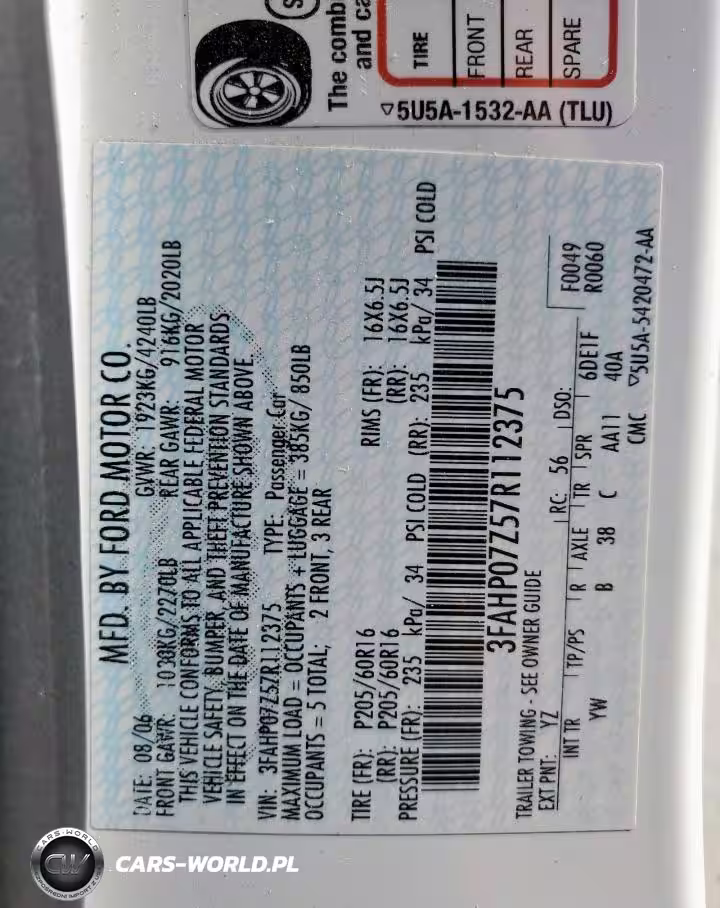 The combi
and ca
TIRE
FRONT
REAR
SPARE
▽5U5A-1532-AA (TLU)
MFD. BY FORD MOTOR CO.
DATE: 08/06 GVWR: 1923KG/4240LB
FRONT GAWR: 1038KG/2270LB REAR GAWR: 916KG/2020LB
THIS VEHICLE CONFORMS TO ALL APPLICABLE FEDERAL MOTOR
VEHICLE SAFETY, BUMPER, AND THEFT PREVENTION STANDARDS
IN EFFECT ON THE DATE OF MANUFACTURE SHOWN ABOVE.
VIN: 3FAHP07Z57R112375 TYPE: Passenger Car
MAXIMUM LOAD = OCCUPANTS + LUGGAGE = 385KG/ 850LB
OCCUPANTS = 5 TOTAL; 2 FRONT, 3 REAR
TIRE (FR): P205/60R16 RIMS (FR): 16X6.5J
(RR): P205/60R16 (RR): 16X6.5J
PRESSURE (FR): 235 kPa/ 34 PSI COLD (RR): 235 kPa/ 34 PSI COLD
3FAHP07Z57R112375
TRAILER TOWING - SEE OWNER GUIDE
F0049
R0060
EXT PNT: YZ RC: 56 DSO:
INT TR TP/PS R AXLE TR SPR 6DE1F
YW B 38 C AA11 40A
CMC ▽5U5A-5420472-AA
CARS-WORLD
CW
CARS-WORLD.PL